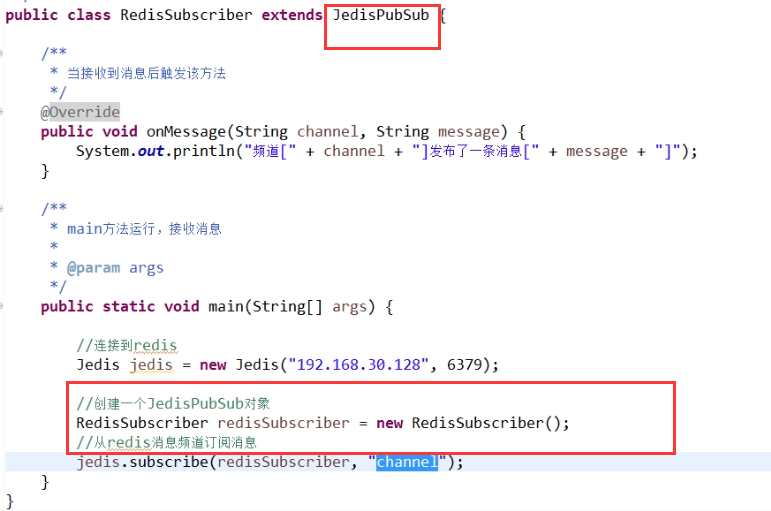 public class RedisSubscriber extends JedisPubSub {
/**
* 当接收到消息后触发该方法
*/
@Override
public void onMessage(String channel, String message) {
System.out.println("频道[" + channel + "]发布了一条消息[" + message + "]");
}
/**
* main方法运行，接收消息
*
* @param args
*/
public static void main(String[] args) {
//连接到redis
Jedis jedis = new Jedis("192.168.30.128", 6379);
//创建一个JedisPubSub对象
RedisSubscriber redisSubscriber = new RedisSubscriber();
//从redis消息频道订阅消息
jedis.subscribe(redisSubscriber, "channel");
}
}